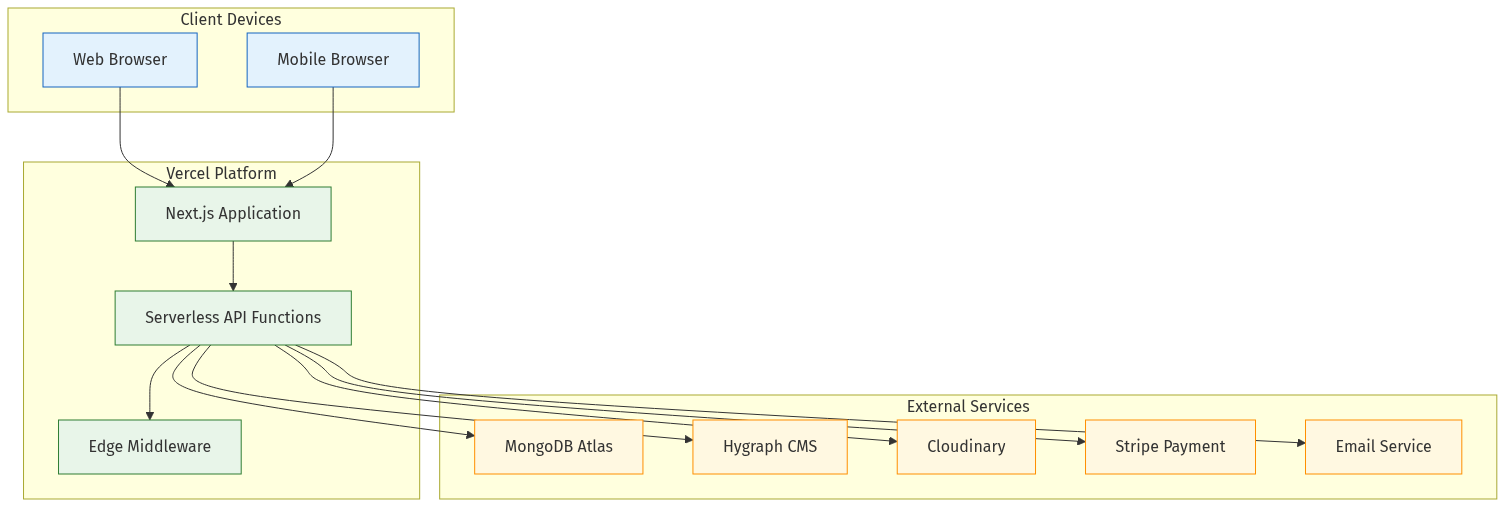 Client Devices
Web Browser
Mobile Browser
Vercel Platform
Next.js Application
Serverless API Functions
Edge Middleware
External Services
MongoDB Atlas
Hygraph CMS
Cloudinary
Stripe Payment
Email Service